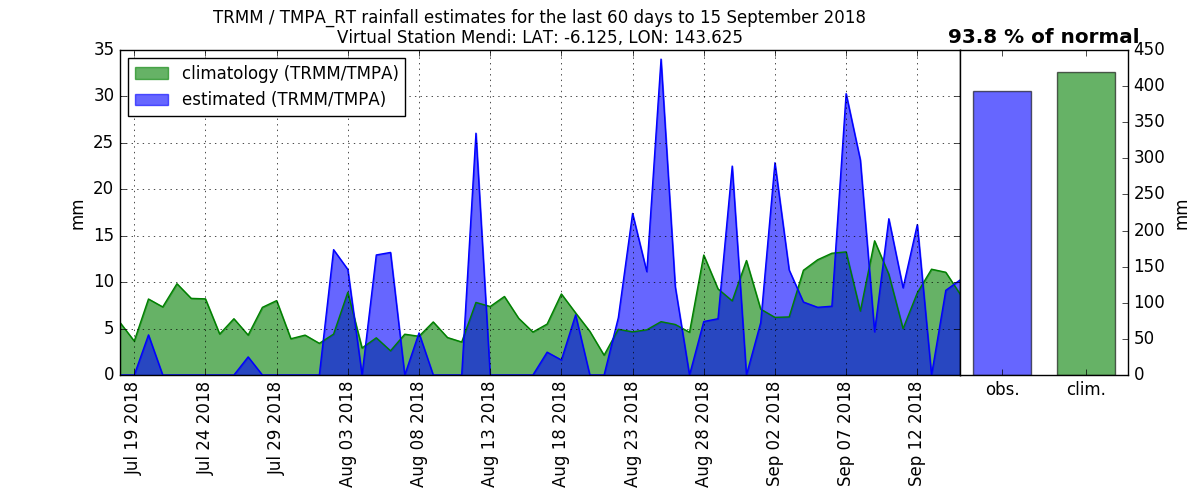 TRMM / TMPA_RT rainfall estimates for the last 60 days to 15 September 2018
Virtual Station Mendi: LAT: -6.125, LON: 143.625
93.8 % of normal
climatology (TRMM/TMPA)
estimated (TRMM/TMPA)
35
30
25
20
15
10
5
0
mm
450
400
350
300
250
200
150
100
50
0
mm
Jul 19 2018
Jul 24 2018
Jul 29 2018
Aug 03 2018
Aug 08 2018
Aug 13 2018
Aug 18 2018
Aug 23 2018
Aug 28 2018
Sep 02 2018
Sep 07 2018
Sep 12 2018
obs.
clim.